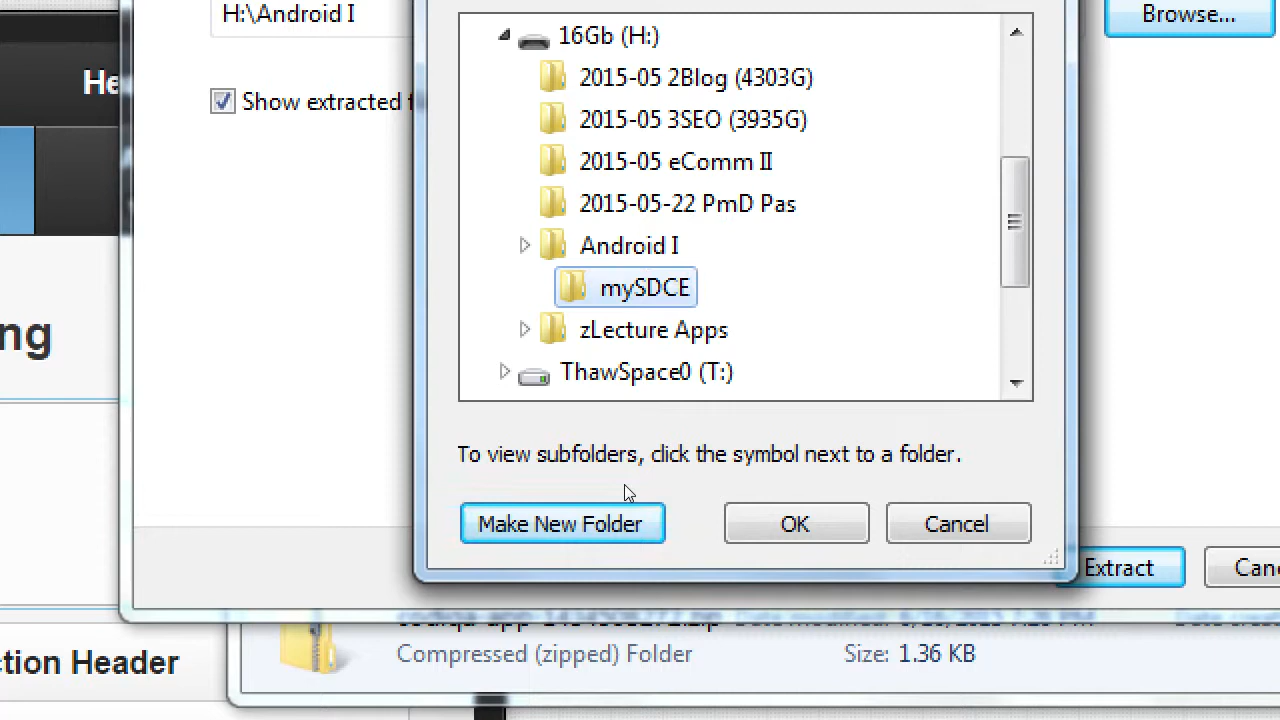 H:\Android I
Browse...
16Gb (H:)
2015-05 2Blog (4303G)
He
Show extracted f
2015-05 3SEO (3935G)
2015-05 eComm II
2015-05-22 PmD Pas
Android I
mySDCE
ng
zLecture Apps
ThawSpace0 (T:)
To view subfolders, click the symbol next to a folder.
Make New Folder
OK
Cancel
Extract
Canc
ction Header
Compressed (zipped) Folder
Size: 1.36 KB